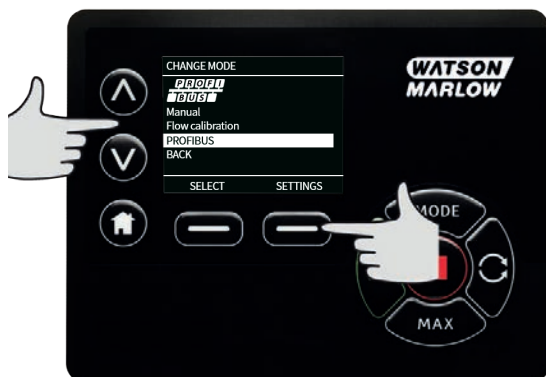 CHANGE MODE
PROFI
BUS
Manual
Flow calibration
PROFIBUS
BACK
SELECT SETTINGS
WATSON
MARLOW
MODE
MAX